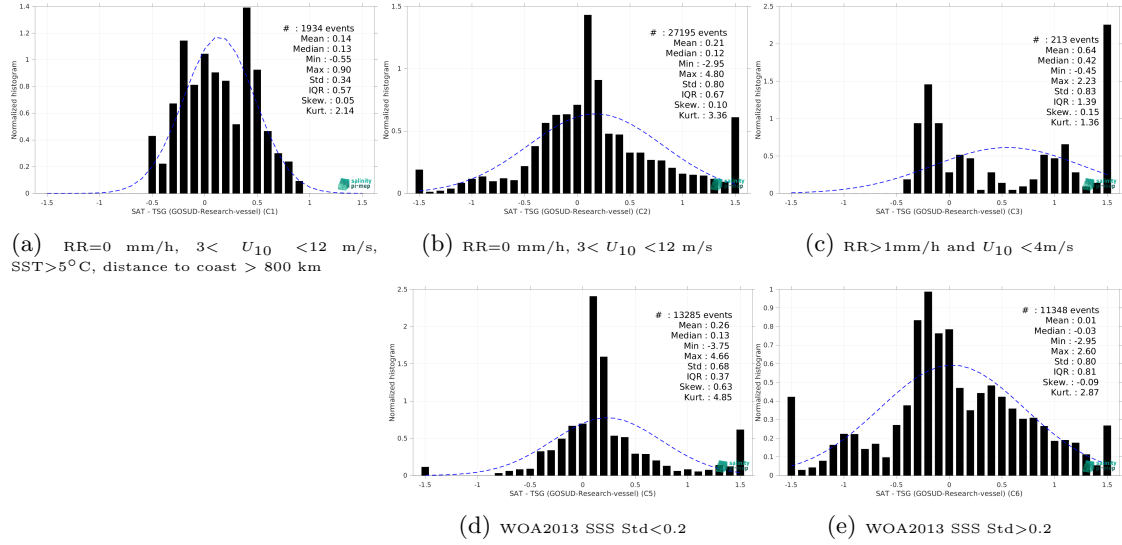 # : 1934 events
Mean : 0.14
Median : 0.13
Min : -0.55
Max : 0.90
Std : 0.34
IQR : 0.57
Skew. : 0.05
Kurt. : 2.14
Normalized histogram
1.4
1.2
1
0.8
0.6
0.4
0.2
0
-1.5 -1 -0.5 0 0.5 1 1.5
SAT - TSG (GOSUD-Research-vessel) (C1)
salinity
pi-mep
(a) RR=0 mm/h, 3< U10 <12 m/s,
SST>5°C, distance to coast > 800 km
# : 27195 events
Mean : 0.21
Median : 0.12
Min : -2.95
Max : 4.80
Std : 0.80
IQR : 0.67
Skew. : 0.10
Kurt. : 3.36
Normalized histogram
1.5
1
0.5
0
-1.5 -1 -0.5 0 0.5 1 1.5
SAT - TSG (GOSUD-Research-vessel) (C2)
salinity
pi-mep
(b) RR=0 mm/h, 3< U10 <12 m/s
# : 213 events
Mean : 0.64
Median : 0.42
Min : -0.45
Max : 2.23
Std : 0.83
IQR : 1.39
Skew. : 0.15
Kurt. : 1.36
Normalized histogram
2.5
2
1.5
1
0.5
0
-1.5 -1 -0.5 0 0.5 1 1.5
SAT - TSG (GOSUD-Research-vessel) (C3)
salinity
pi-mep
(c) RR>1mm/h and U10 <4m/s
# : 13285 events
Mean : 0.26
Median : 0.13
Min : -3.75
Max : 4.66
Std : 0.68
IQR : 0.37
Skew. : 0.63
Kurt. : 4.85
Normalized histogram
2.5
2
1.5
1
0.5
0
-1.5 -1 -0.5 0 0.5 1 1.5
SAT - TSG (GOSUD-Research-vessel) (C5)
salinity
pi-mep
(d) WOA2013 SSS Std<0.2
# : 11348 events
Mean : 0.01
Median : -0.03
Min : -2.95
Max : 2.60
Std : 0.80
IQR : 0.81
Skew. : -0.09
Kurt. : 2.87
Normalized histogram
1
0.9
0.8
0.7
0.6
0.5
0.4
0.3
0.2
0.1
0
-1.5 -1 -0.5 0 0.5 1 1.5
SAT - TSG (GOSUD-Research-vessel) (C6)
salinity
pi-mep
(e) WOA2013 SSS Std>0.2